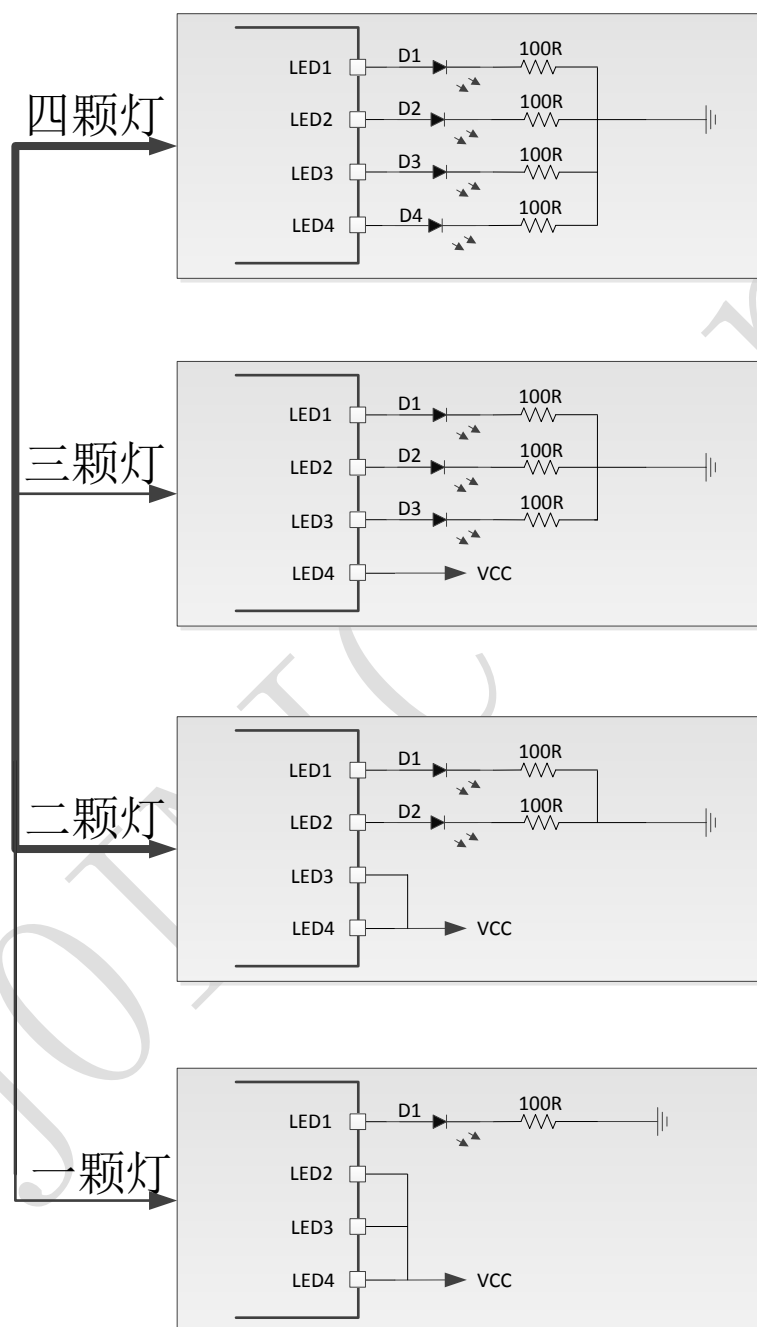 四颗灯
LED1 D1 100R
LED2 D2 100R
LED3 D3 100R
LED4 D4 100R
三颗灯
LED1 D1 100R
LED2 D2 100R
LED3 D3 100R
LED4 VCC
二颗灯
LED1 D1 100R
LED2 D2 100R
LED3
LED4 VCC
一颗灯
LED1 D1 100R
LED2
LED3
LED4 VCC